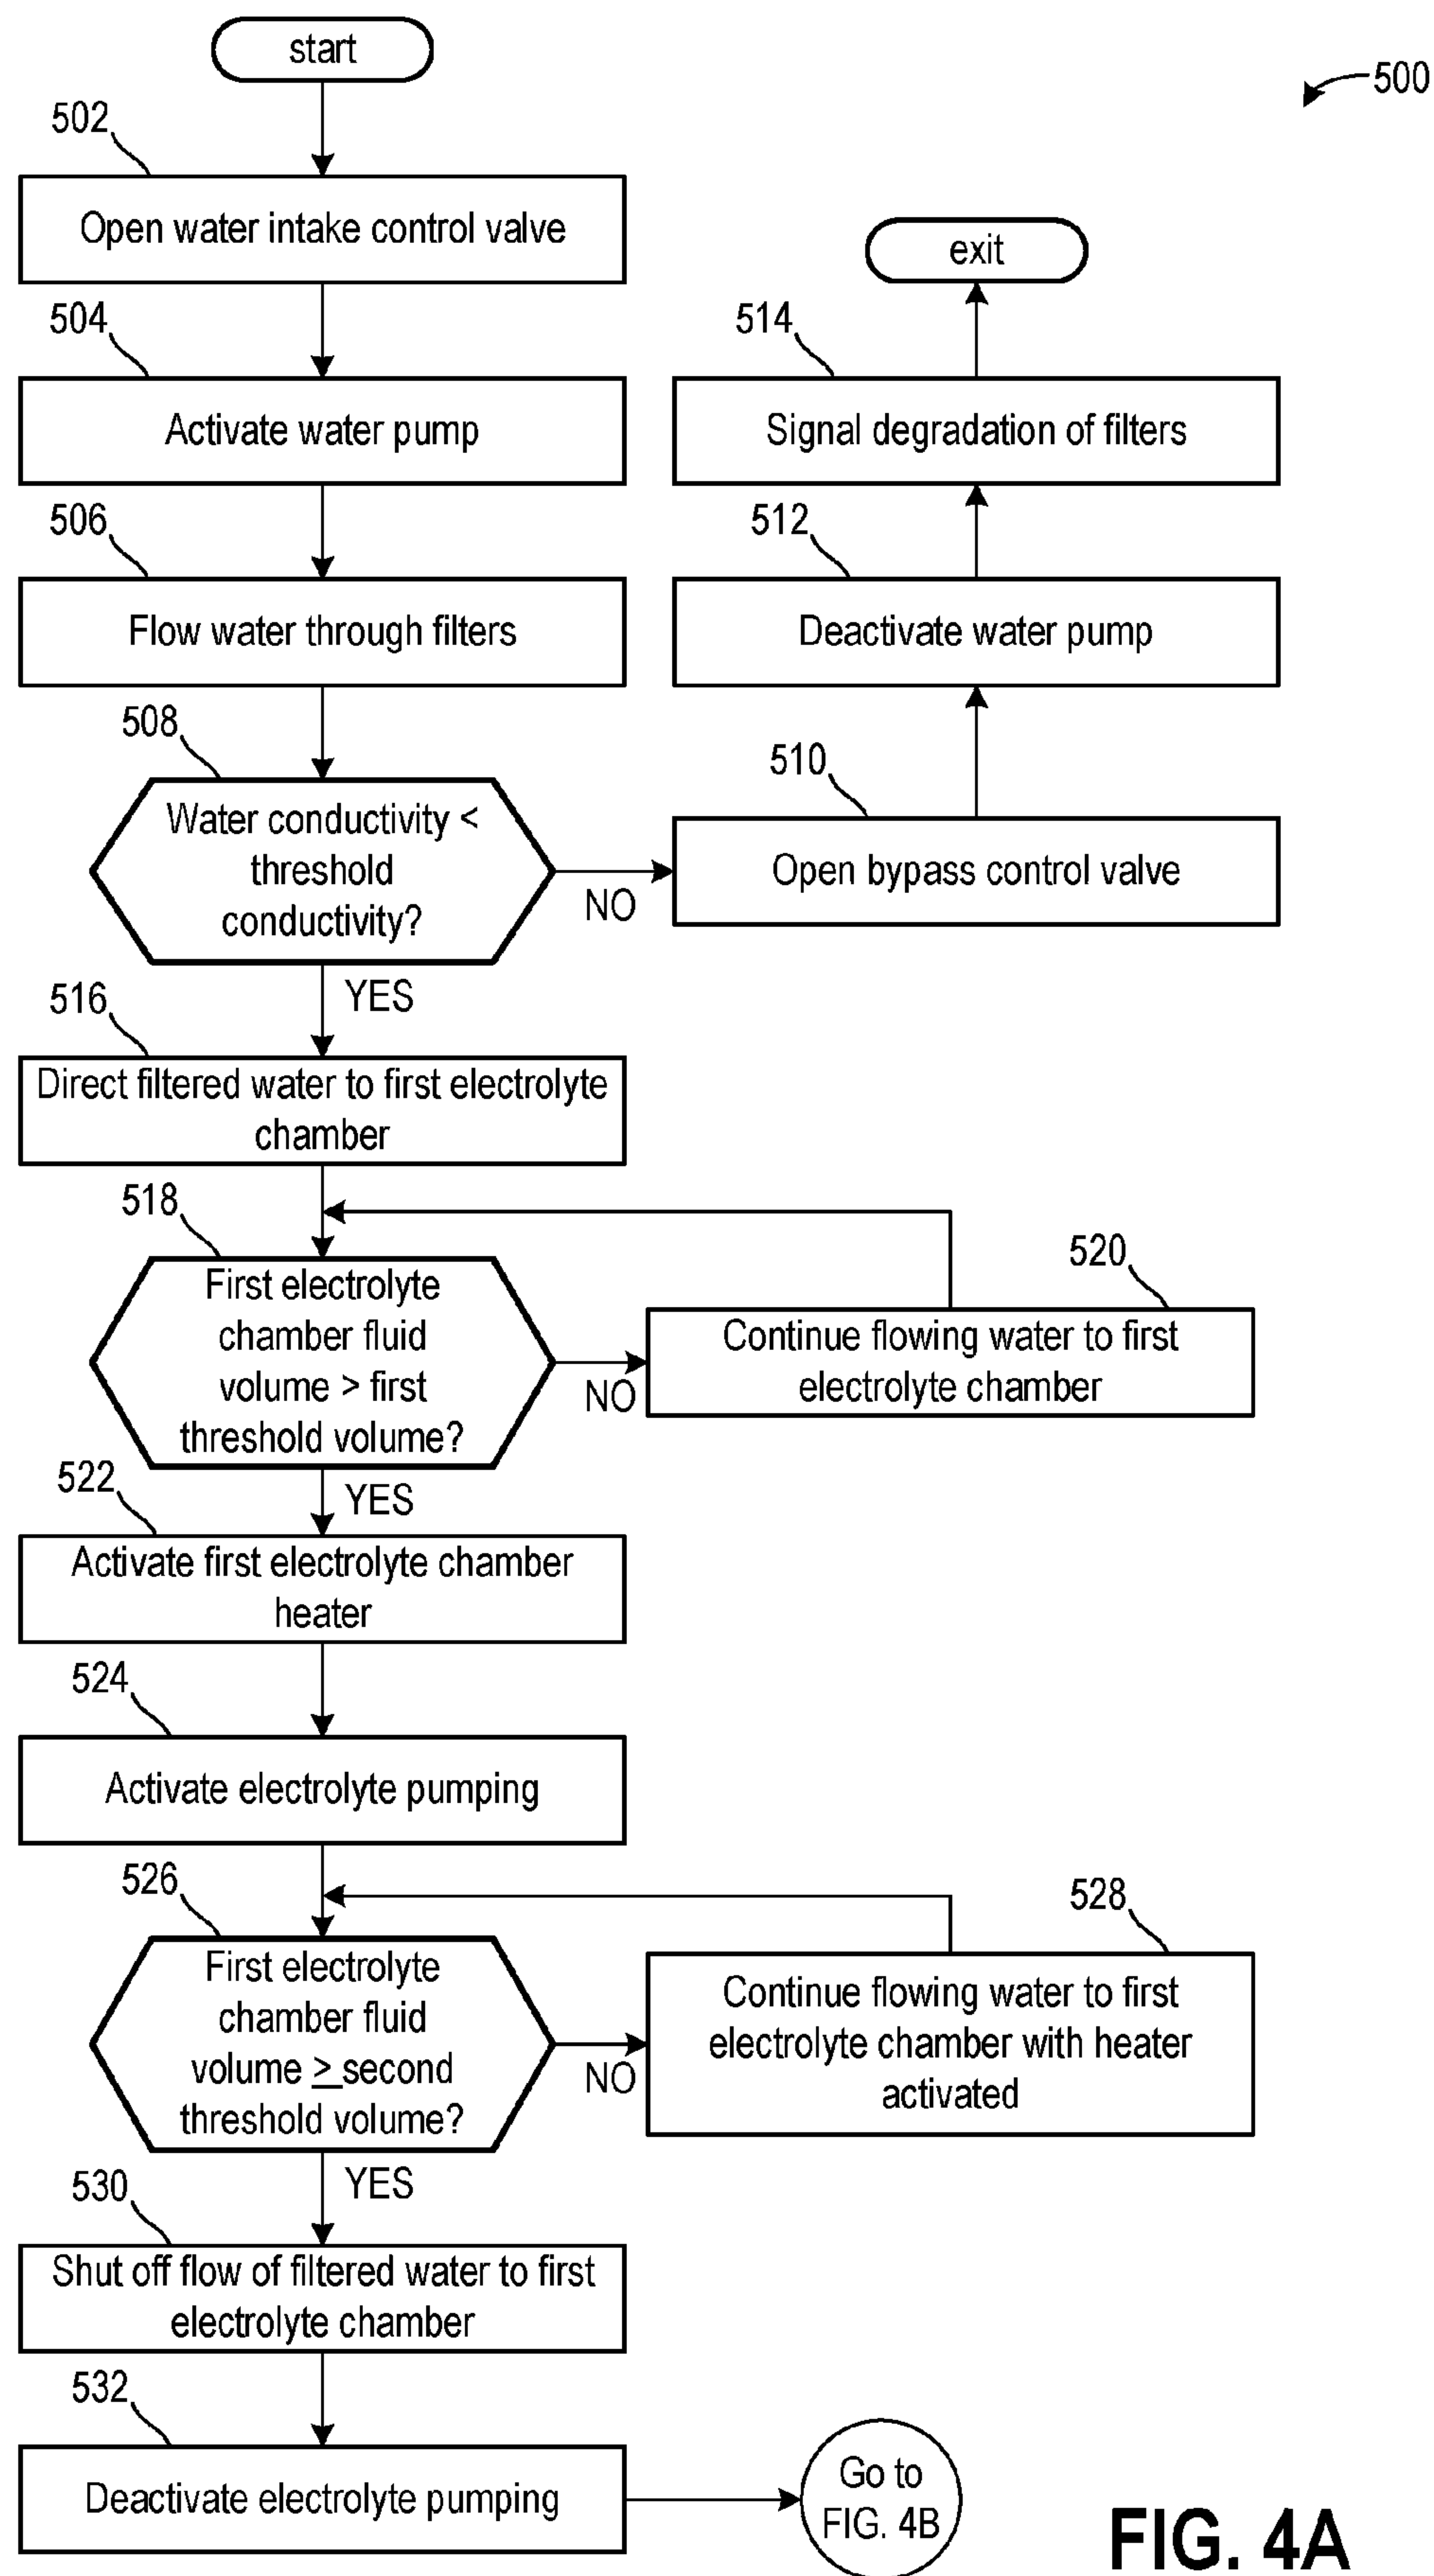 start
500
502
Open water intake control valve
exit
504
Activate water pump
514
Signal degradation of filters
506
Flow water through filters
512
Deactivate water pump
508
Water conductivity <
threshold
conductivity?
NO
510
Open bypass control valve
YES
516
Direct filtered water to first electrolyte
chamber
518
First electrolyte
chamber fluid
volume > first
threshold volume?
NO
520
Continue flowing water to first
electrolyte chamber
YES
522
Activate first electrolyte chamber
heater
524
Activate electrolyte pumping
526
First electrolyte
chamber fluid
volume ≥ second
threshold volume?
NO
528
Continue flowing water to first
electrolyte chamber with heater
activated
YES
530
Shut off flow of filtered water to first
electrolyte chamber
532
Deactivate electrolyte pumping
Go to
FIG. 4B
FIG. 4A